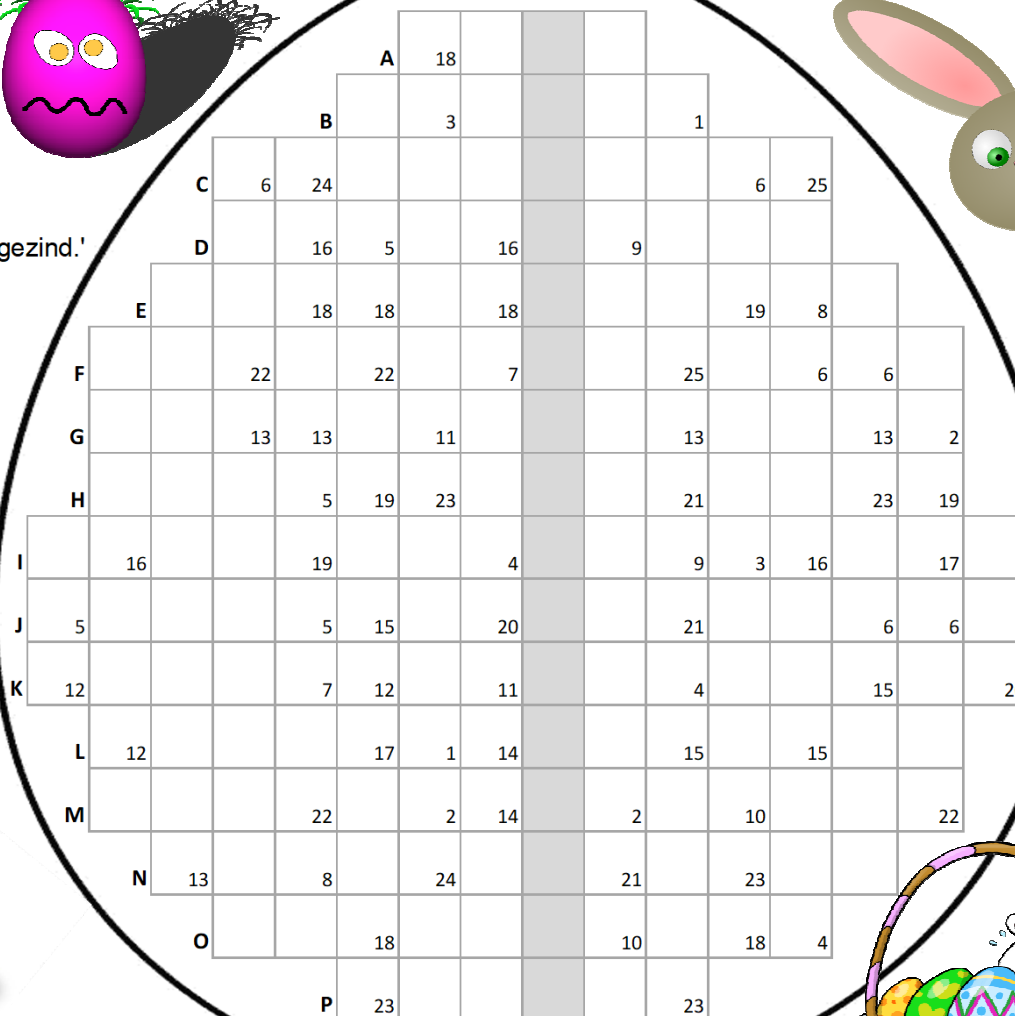 A 18
B 3 1
C 6 24 6 25
D 16 5 16 9
gezind.'
E 18 18 18 19 8
F 22 22 7 25 6 6
G 13 13 11 13 13 2
H 5 19 23 21 23 19
I 16 19 4 9 3 16 17
J 5 5 15 20 21 6 6
K 12 7 12 11 4 15 2
L 12 17 1 14 15 15
M 22 2 14 2 10 22
N 13 8 24 21 23
O 18 10 18 4
P 23 23